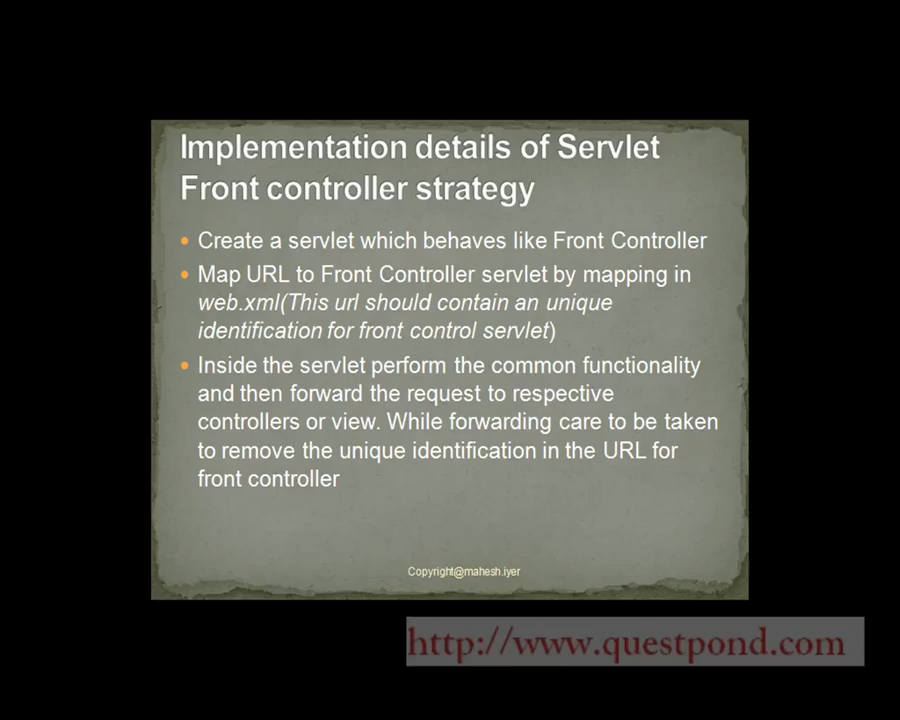 Implementation details of Servlet
Front controller strategy
• Create a servlet which behaves like Front Controller
• Map URL to Front Controller servlet by mapping in
web.xml(This url should contain an unique
identification for front control servlet)
• Inside the servlet perform the common functionality
and then forward the request to respective
controllers or view. While forwarding care to be taken
to remove the unique identification in the URL for
front controller
Copyright@mahesh.iyer
http://www.questpond.com